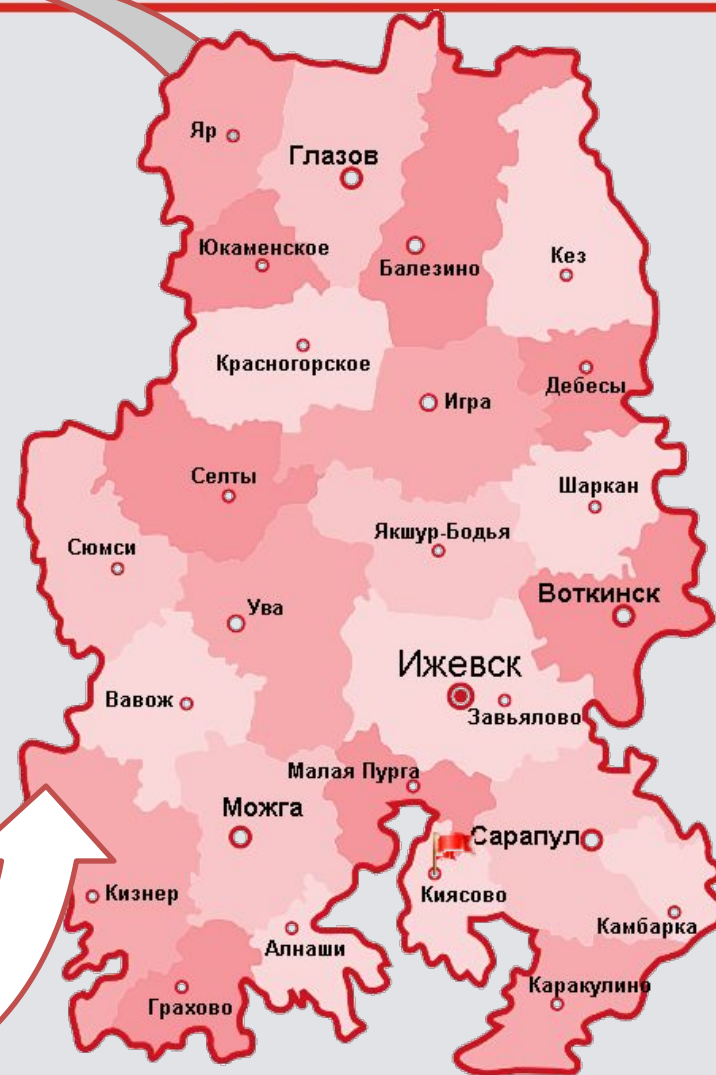 Яр
Глазов
Юкаменское
Балезино
Кез
Красногорское
Игра
Дебесы
Селты
Шаркан
Якшур-Бодья
Сюмси
Ува
Воткинск
Ижевск
Вавож
Завьялово
Малая Пурга
Можга
Сарапул
Кизнер
Киясово
Камбарка
Алнаши
Каракулино
Грахово